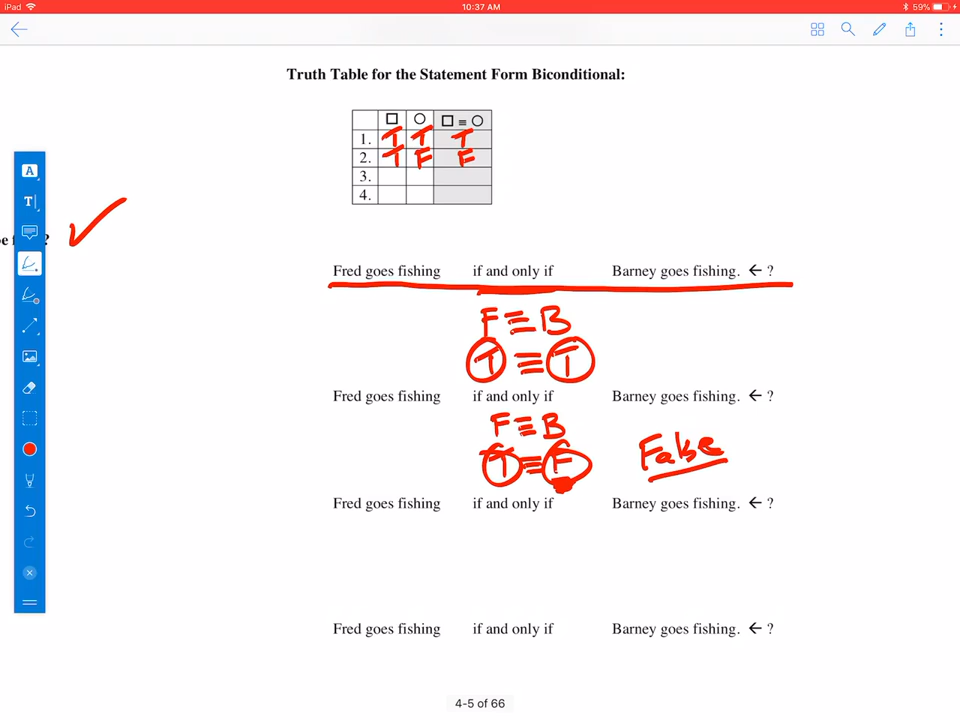 iPad 10:37 AM 59%
Truth Table for the Statement Form Biconditional:
□ ○ □ ≡ ○
1. T T T
2. T F F
3.
4.
?
Fred goes fishing if and only if Barney goes fishing. ← ?
F ≡ B
T ≡ T
Fred goes fishing if and only if Barney goes fishing. ← ?
F ≡ B
T ≡ F False
Fred goes fishing if and only if Barney goes fishing. ← ?
Fred goes fishing if and only if Barney goes fishing. ← ?
4-5 of 66